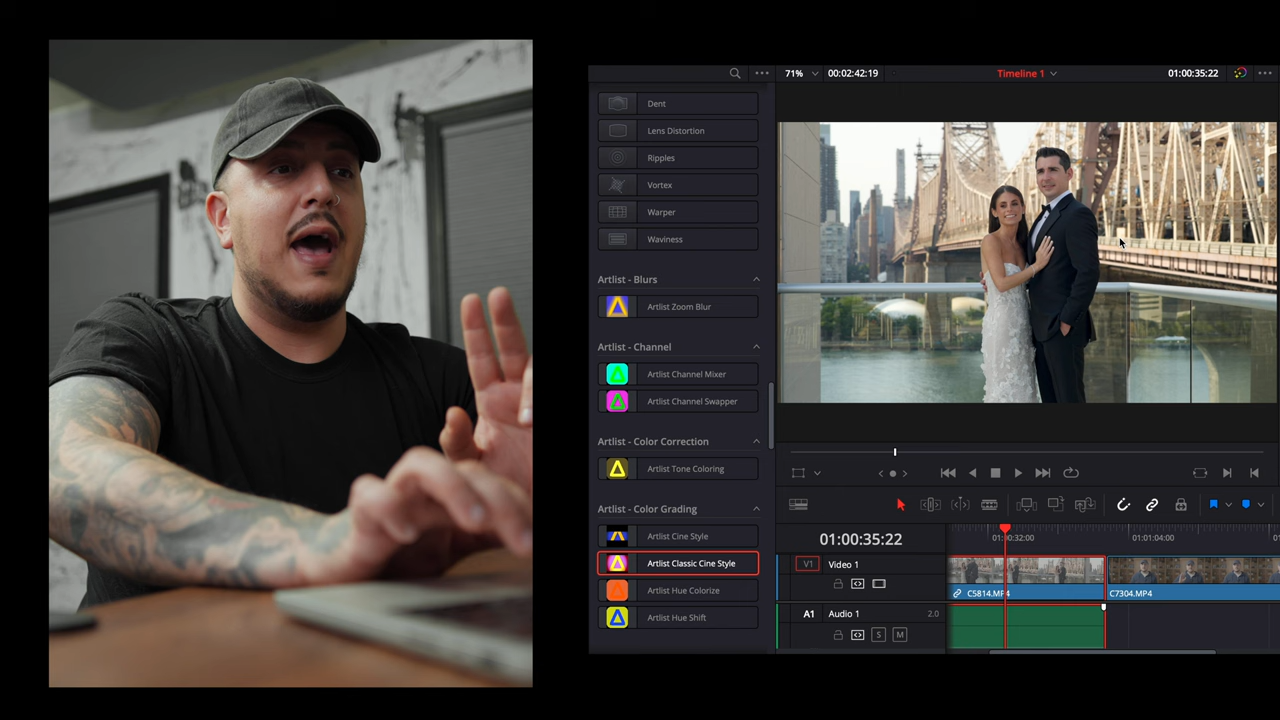 71%
00:02:42:19
Timeline 1
01:00:35:22
Dent
Lens Distortion
Ripples
Vortex
Warper
Waviness
Artlist - Blurs
Artlist Zoom Blur
Artlist - Channel
Artlist Channel Mixer
Artlist Channel Swapper
Artlist - Color Correction
Artlist Tone Coloring
Artlist - Color Grading
Artlist Cine Style
Artlist Classic Cine Style
Artlist Hue Colorize
Artlist Hue Shift
01:00:35:22
01:00:32:00
01:01:04:00
V1
Video 1
C5814.MP4
C7304.MP4
A1
Audio 1
2.0
S
M